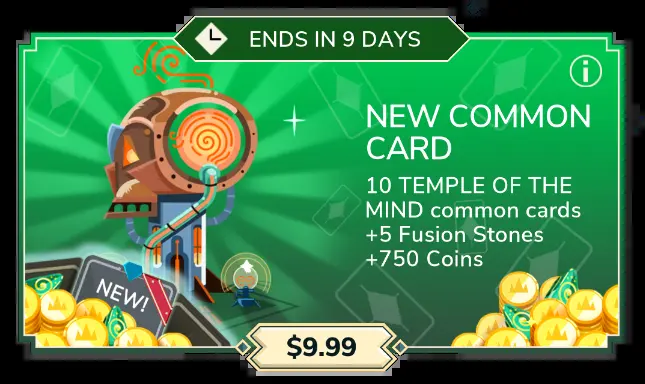 ENDS IN 9 DAYS
NEW COMMON
CARD
10 TEMPLE OF THE
MIND common cards
+5 Fusion Stones
+750 Coins
NEW!
$9.99